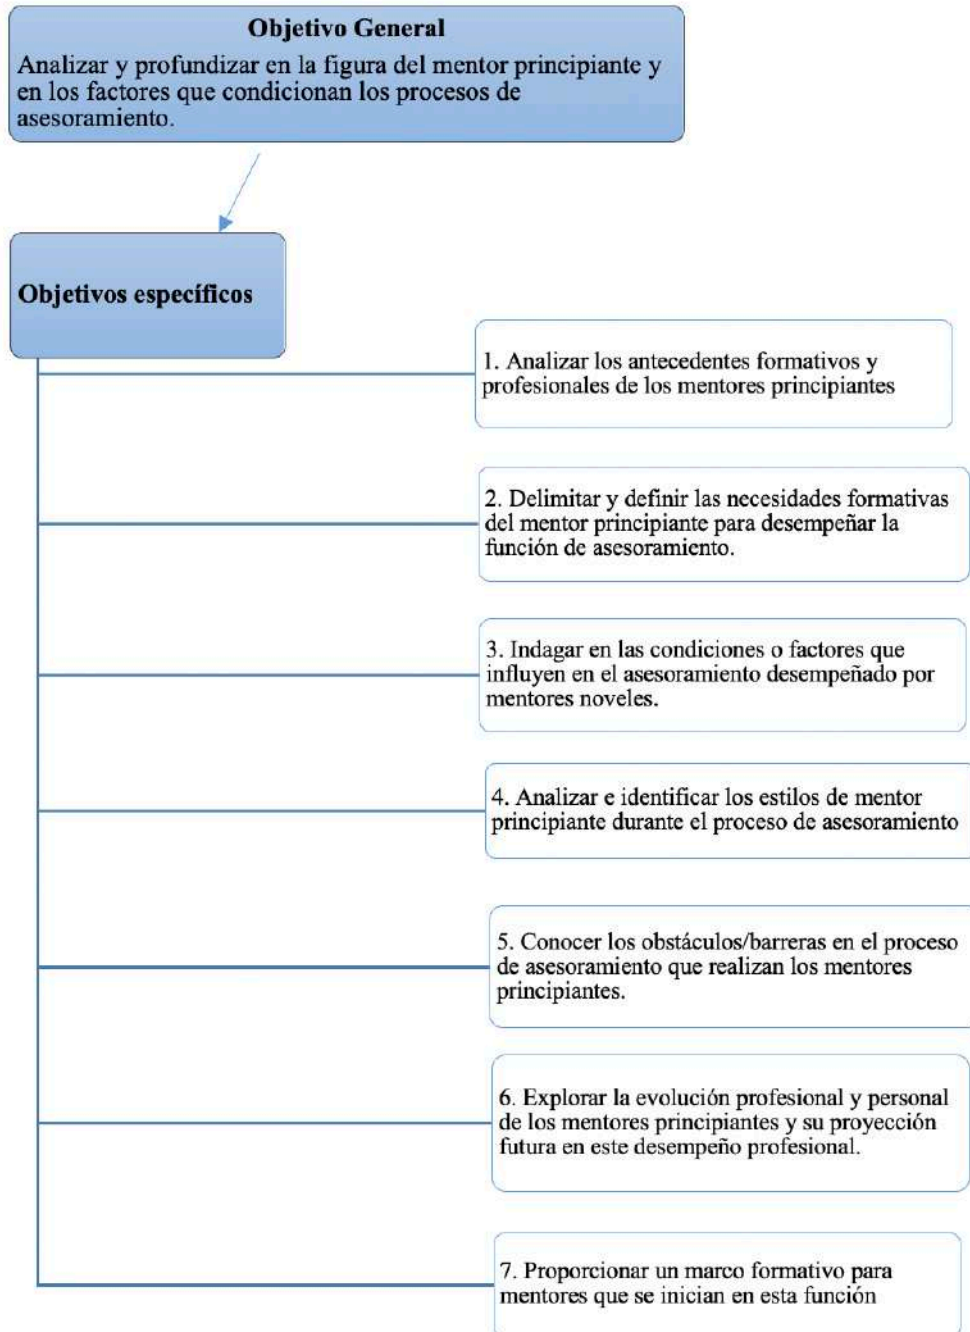 Objetivo General
Analizar y profundizar en la figura del mentor principiante y
en los factores que condicionan los procesos de
asesoramiento.
Objetivos específicos
1. Analizar los antecedentes formativos y
profesionales de los mentores principiantes
2. Delimitar y definir las necesidades formativas
del mentor principiante para desempeñar la
función de asesoramiento.
3. Indagar en las condiciones o factores que
influyen en el asesoramiento desempeñado por
mentores noveles.
4. Analizar e identificar los estilos de mentor
principiante durante el proceso de asesoramiento
5. Conocer los obstáculos/barreras en el proceso
de asesoramiento que realizan los mentores
principiantes.
6. Explorar la evolución profesional y personal
de los mentores principiantes y su proyección
futura en este desempeño profesional.
7. Proporcionar un marco formativo para
mentores que se inician en esta función